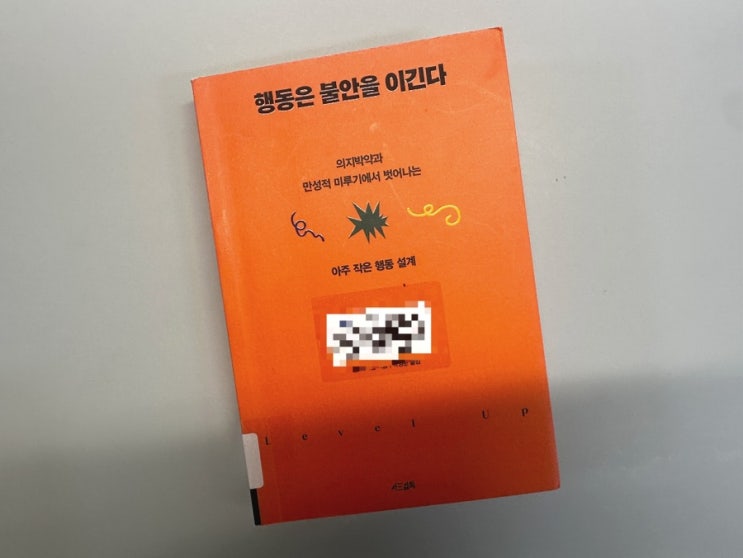 행동은 불안을 이긴다
의지박약과
만성적 미루기에서 벗어나는
아주 작은 행동 설계
Level Up